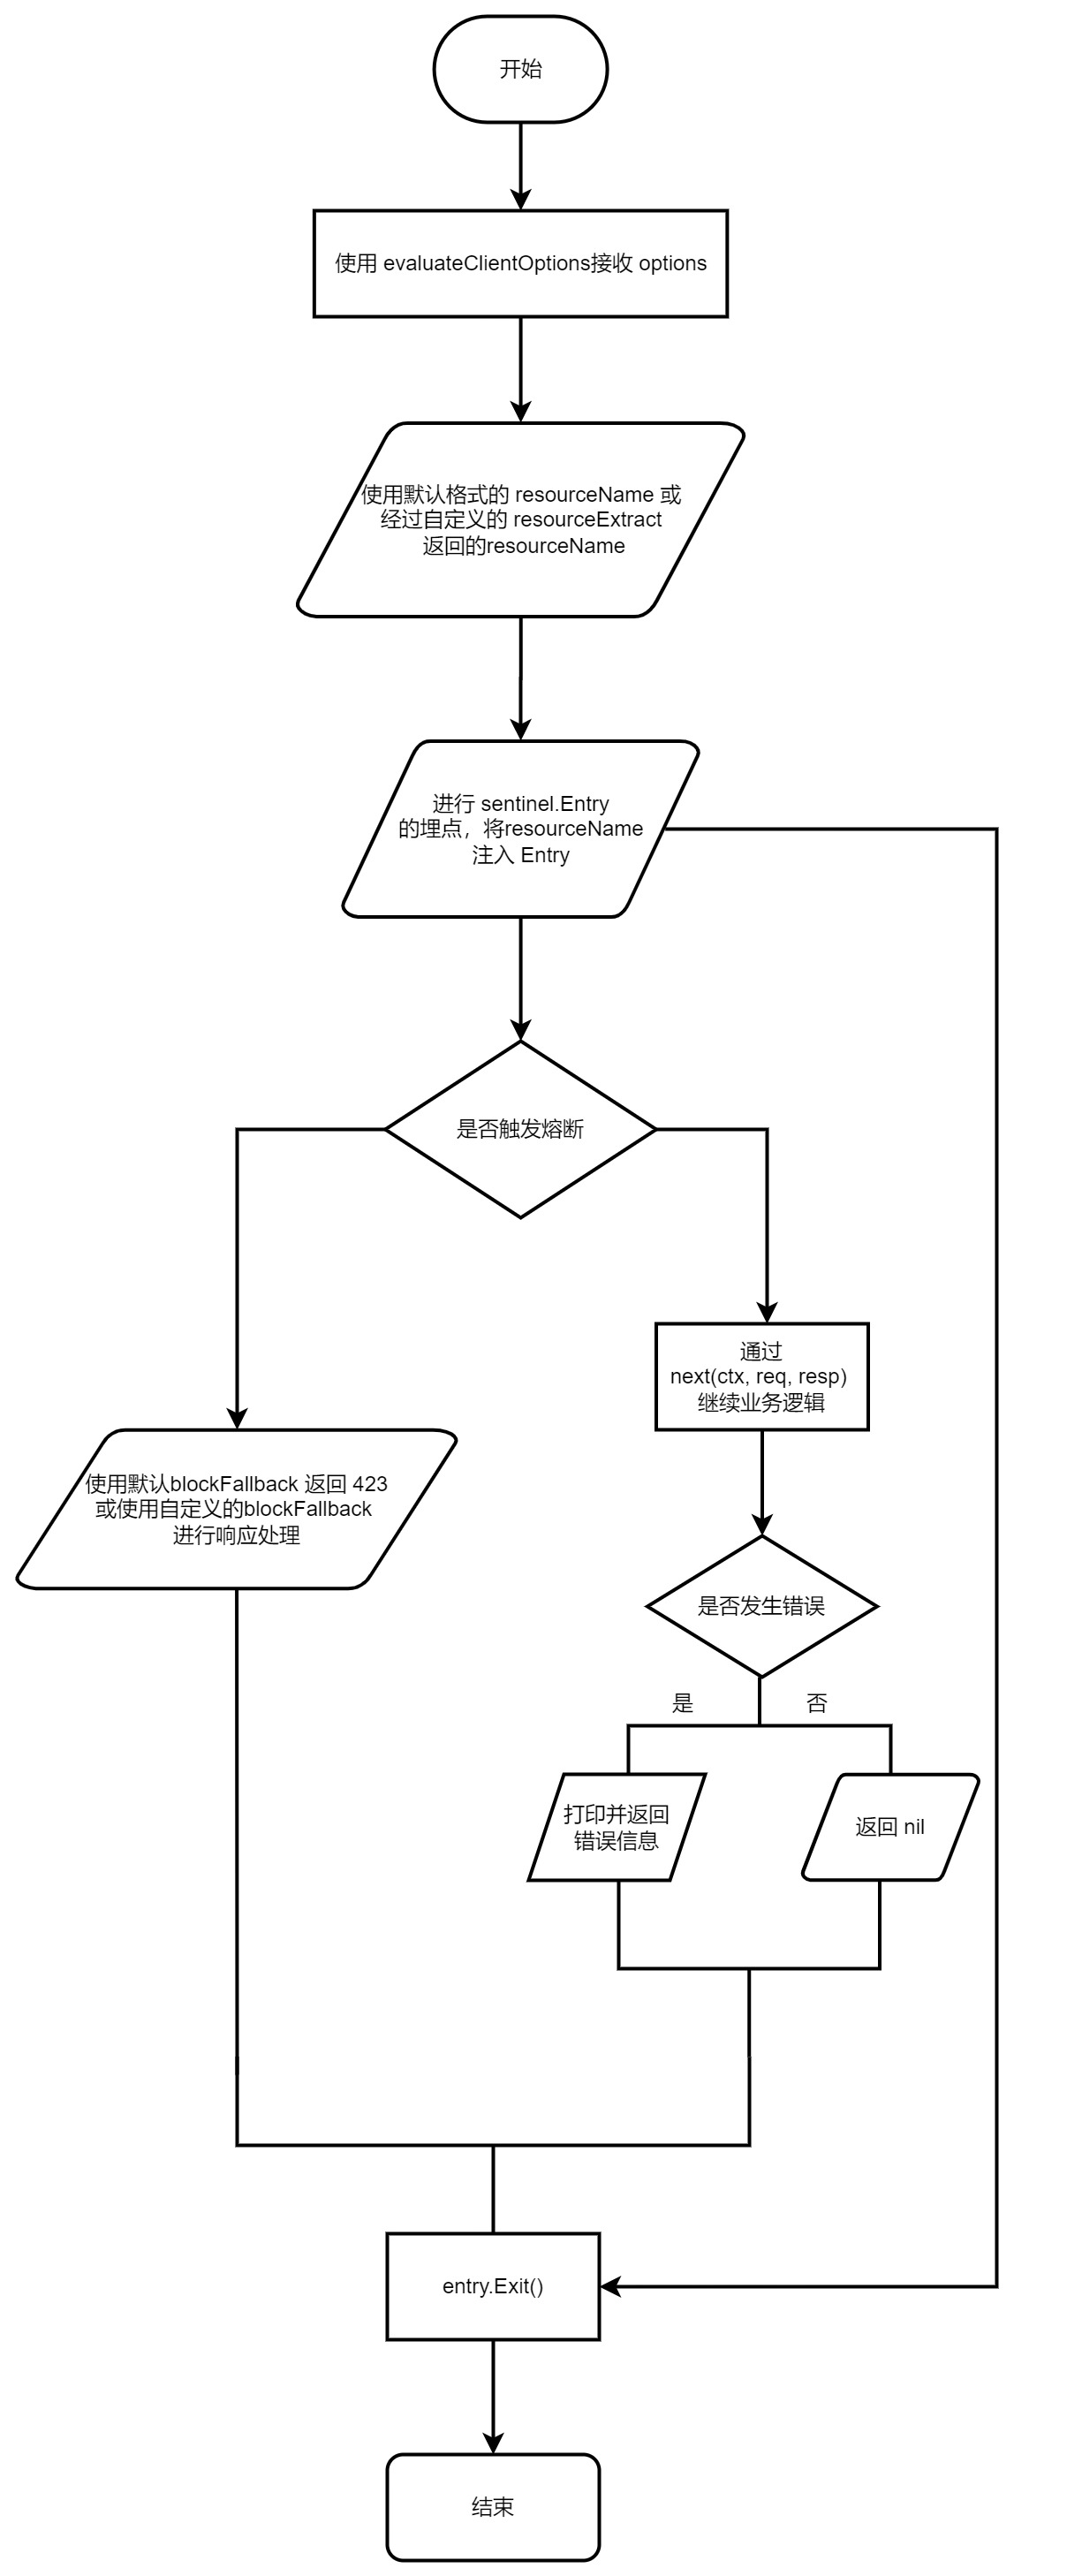 开始
使用 evaluateClientOptions接收 options
使用默认格式的 resourceName 或
经过自定义的 resourceExtract
返回的resourceName
进行 sentinel.Entry
的埋点，将resourceName
注入 Entry
是否触发熔断
通过
next(ctx, req, resp)
继续业务逻辑
使用默认blockFallback 返回 423
或使用自定义的blockFallback
进行响应处理
是否发生错误
是
否
打印并返回
错误信息
返回 nil
entry.Exit()
结束